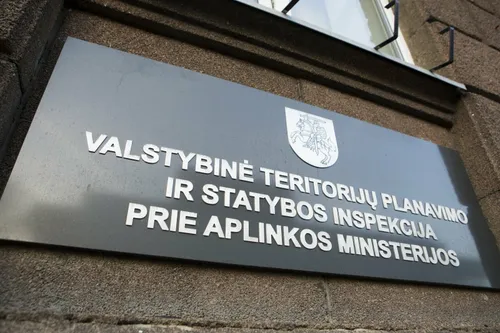 VALSTYBINĖ TERITORIJŲ PLANAVIMO
IR STATYBOS INSPEKCIJA
PRIE APLINKOS MINISTERIJOS